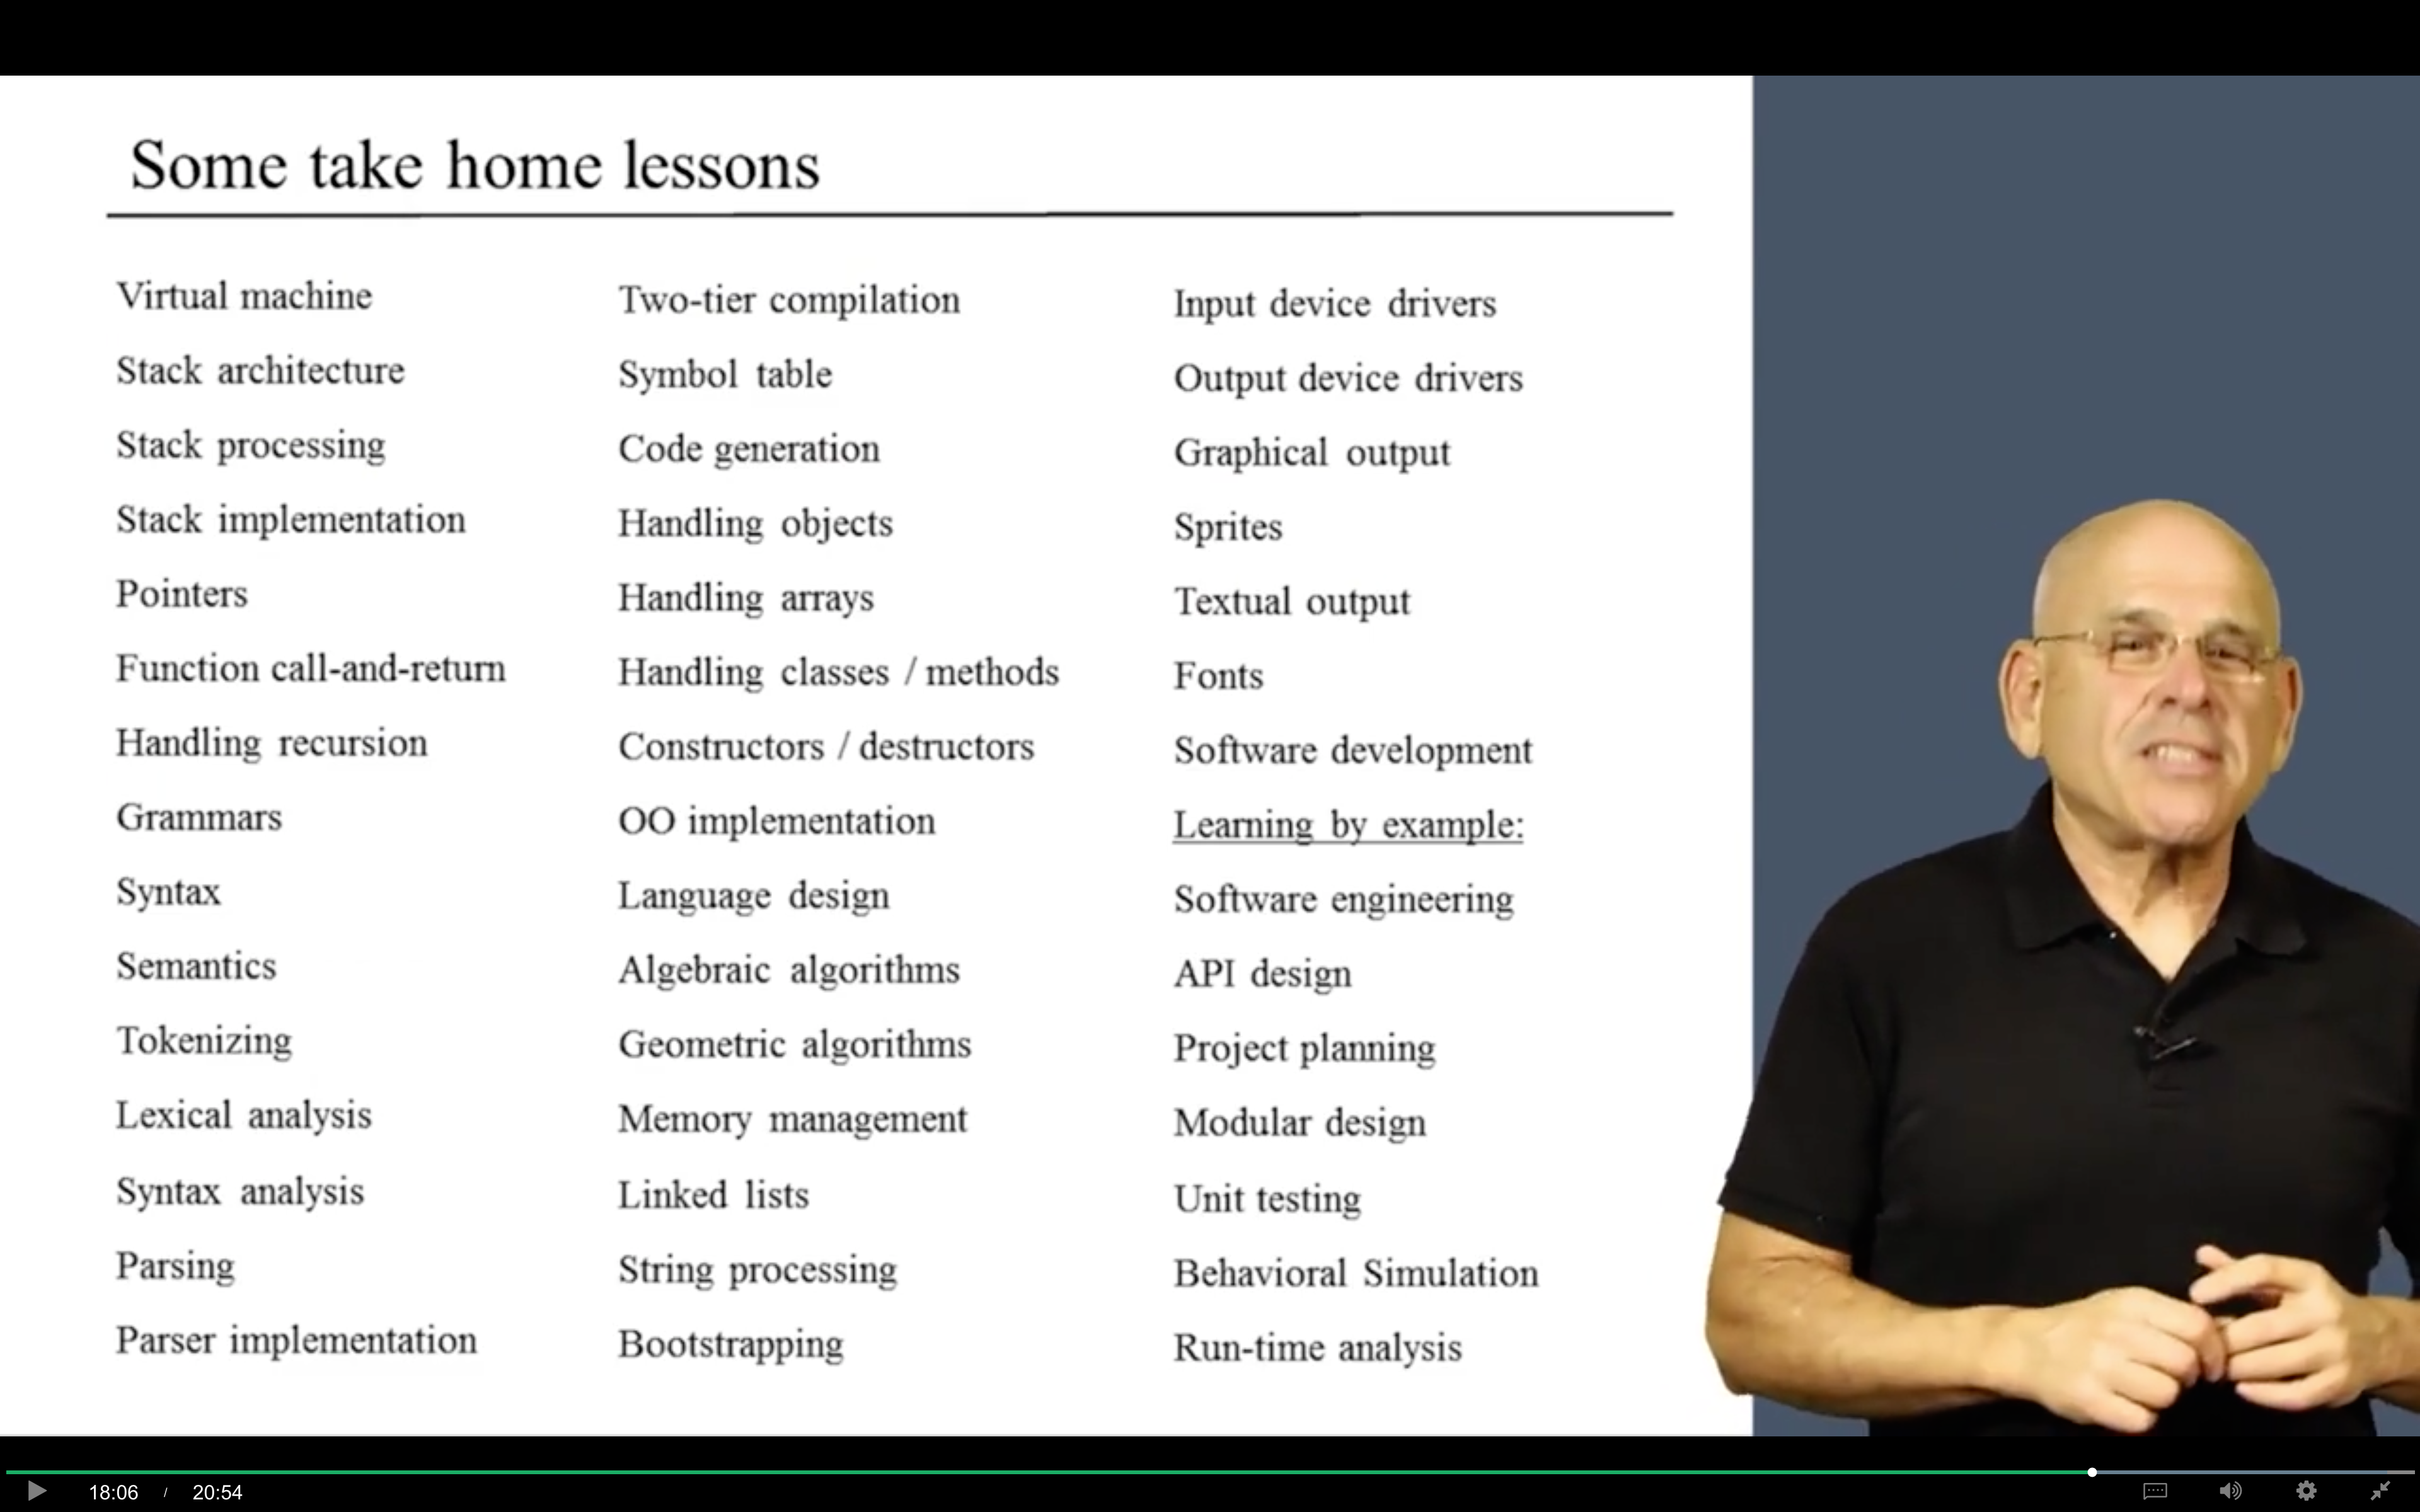 Some take home lessons
Virtual machine
Stack architecture
Stack processing
Stack implementation
Pointers
Function call-and-return
Handling recursion
Grammars
Syntax
Semantics
Tokenizing
Lexical analysis
Syntax analysis
Parsing
Parser implementation
Two-tier compilation
Symbol table
Code generation
Handling objects
Handling arrays
Handling classes / methods
Constructors / destructors
OO implementation
Language design
Algebraic algorithms
Geometric algorithms
Memory management
Linked lists
String processing
Bootstrapping
Input device drivers
Output device drivers
Graphical output
Sprites
Textual output
Fonts
Software development
Learning by example:
Software engineering
API design
Project planning
Modular design
Unit testing
Behavioral Simulation
Run-time analysis
18:06 / 20:54